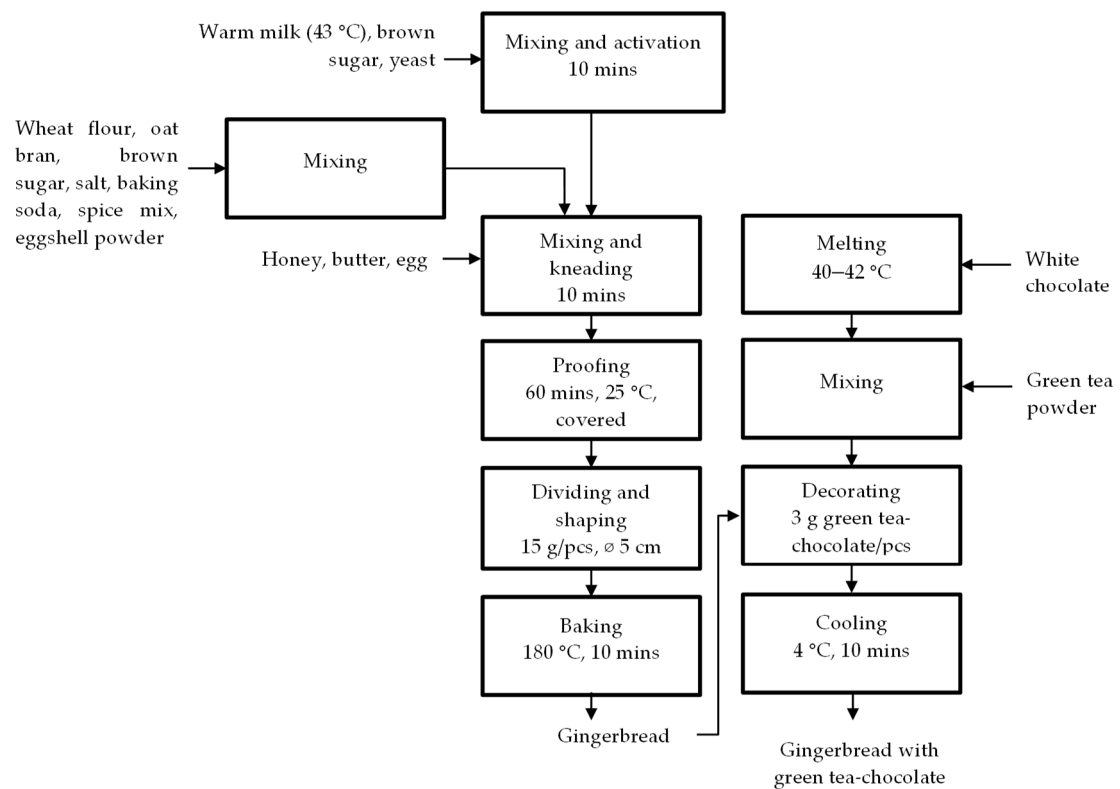 Warm milk (43 °C), brown
sugar, yeast
Mixing and activation
10 mins
Wheat flour, oat
bran, brown
sugar, salt, baking
soda, spice mix,
eggshell powder
Mixing
Honey, butter, egg
Mixing and
kneading
10 mins
Proofing
60 mins, 25 °C,
covered
Dividing and
shaping
15 g/pcs, ⌀ 5 cm
Baking
180 °C, 10 mins
Gingerbread
Melting
40–42 °C
White
chocolate
Mixing
Green tea
powder
Decorating
3 g green tea-
chocolate/pcs
Cooling
4 °C, 10 mins
Gingerbread with
green tea-chocolate